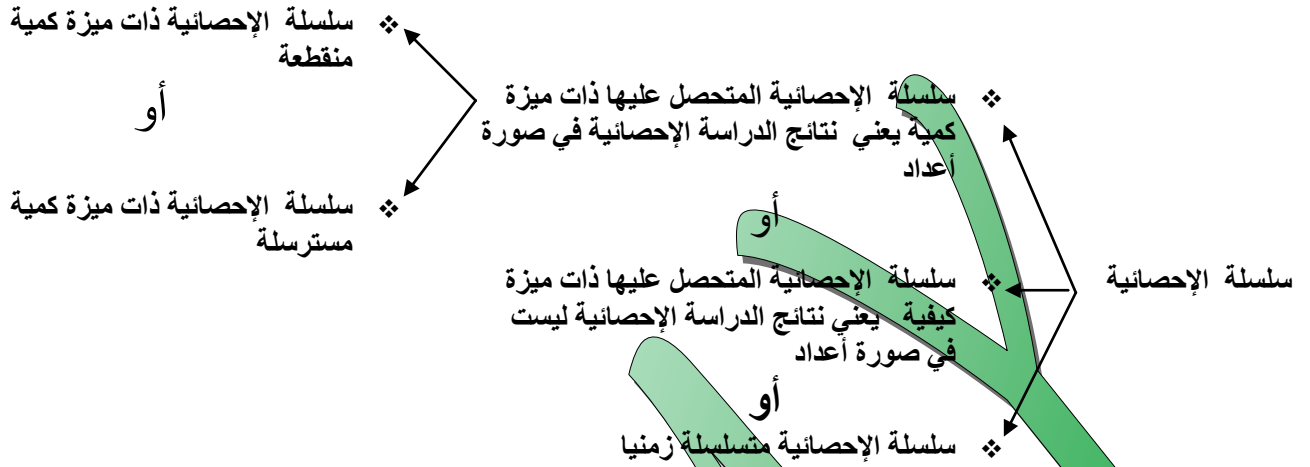 سلسلة الإحصائية
❖ سلسلة الإحصائية المتحصل عليها ذات ميزة
كمية يعني نتائج الدراسة الإحصائية في صورة
أعداد
أو
❖ سلسلة الإحصائية المتحصل عليها ذات ميزة
كيفية يعني نتائج الدراسة الإحصائية ليست
في صورة أعداد
أو
❖ سلسلة الإحصائية متسلسلة زمنيا
❖ سلسلة الإحصائية ذات ميزة كمية
منقطعة
أو
❖ سلسلة الإحصائية ذات ميزة كمية
مسترسلة